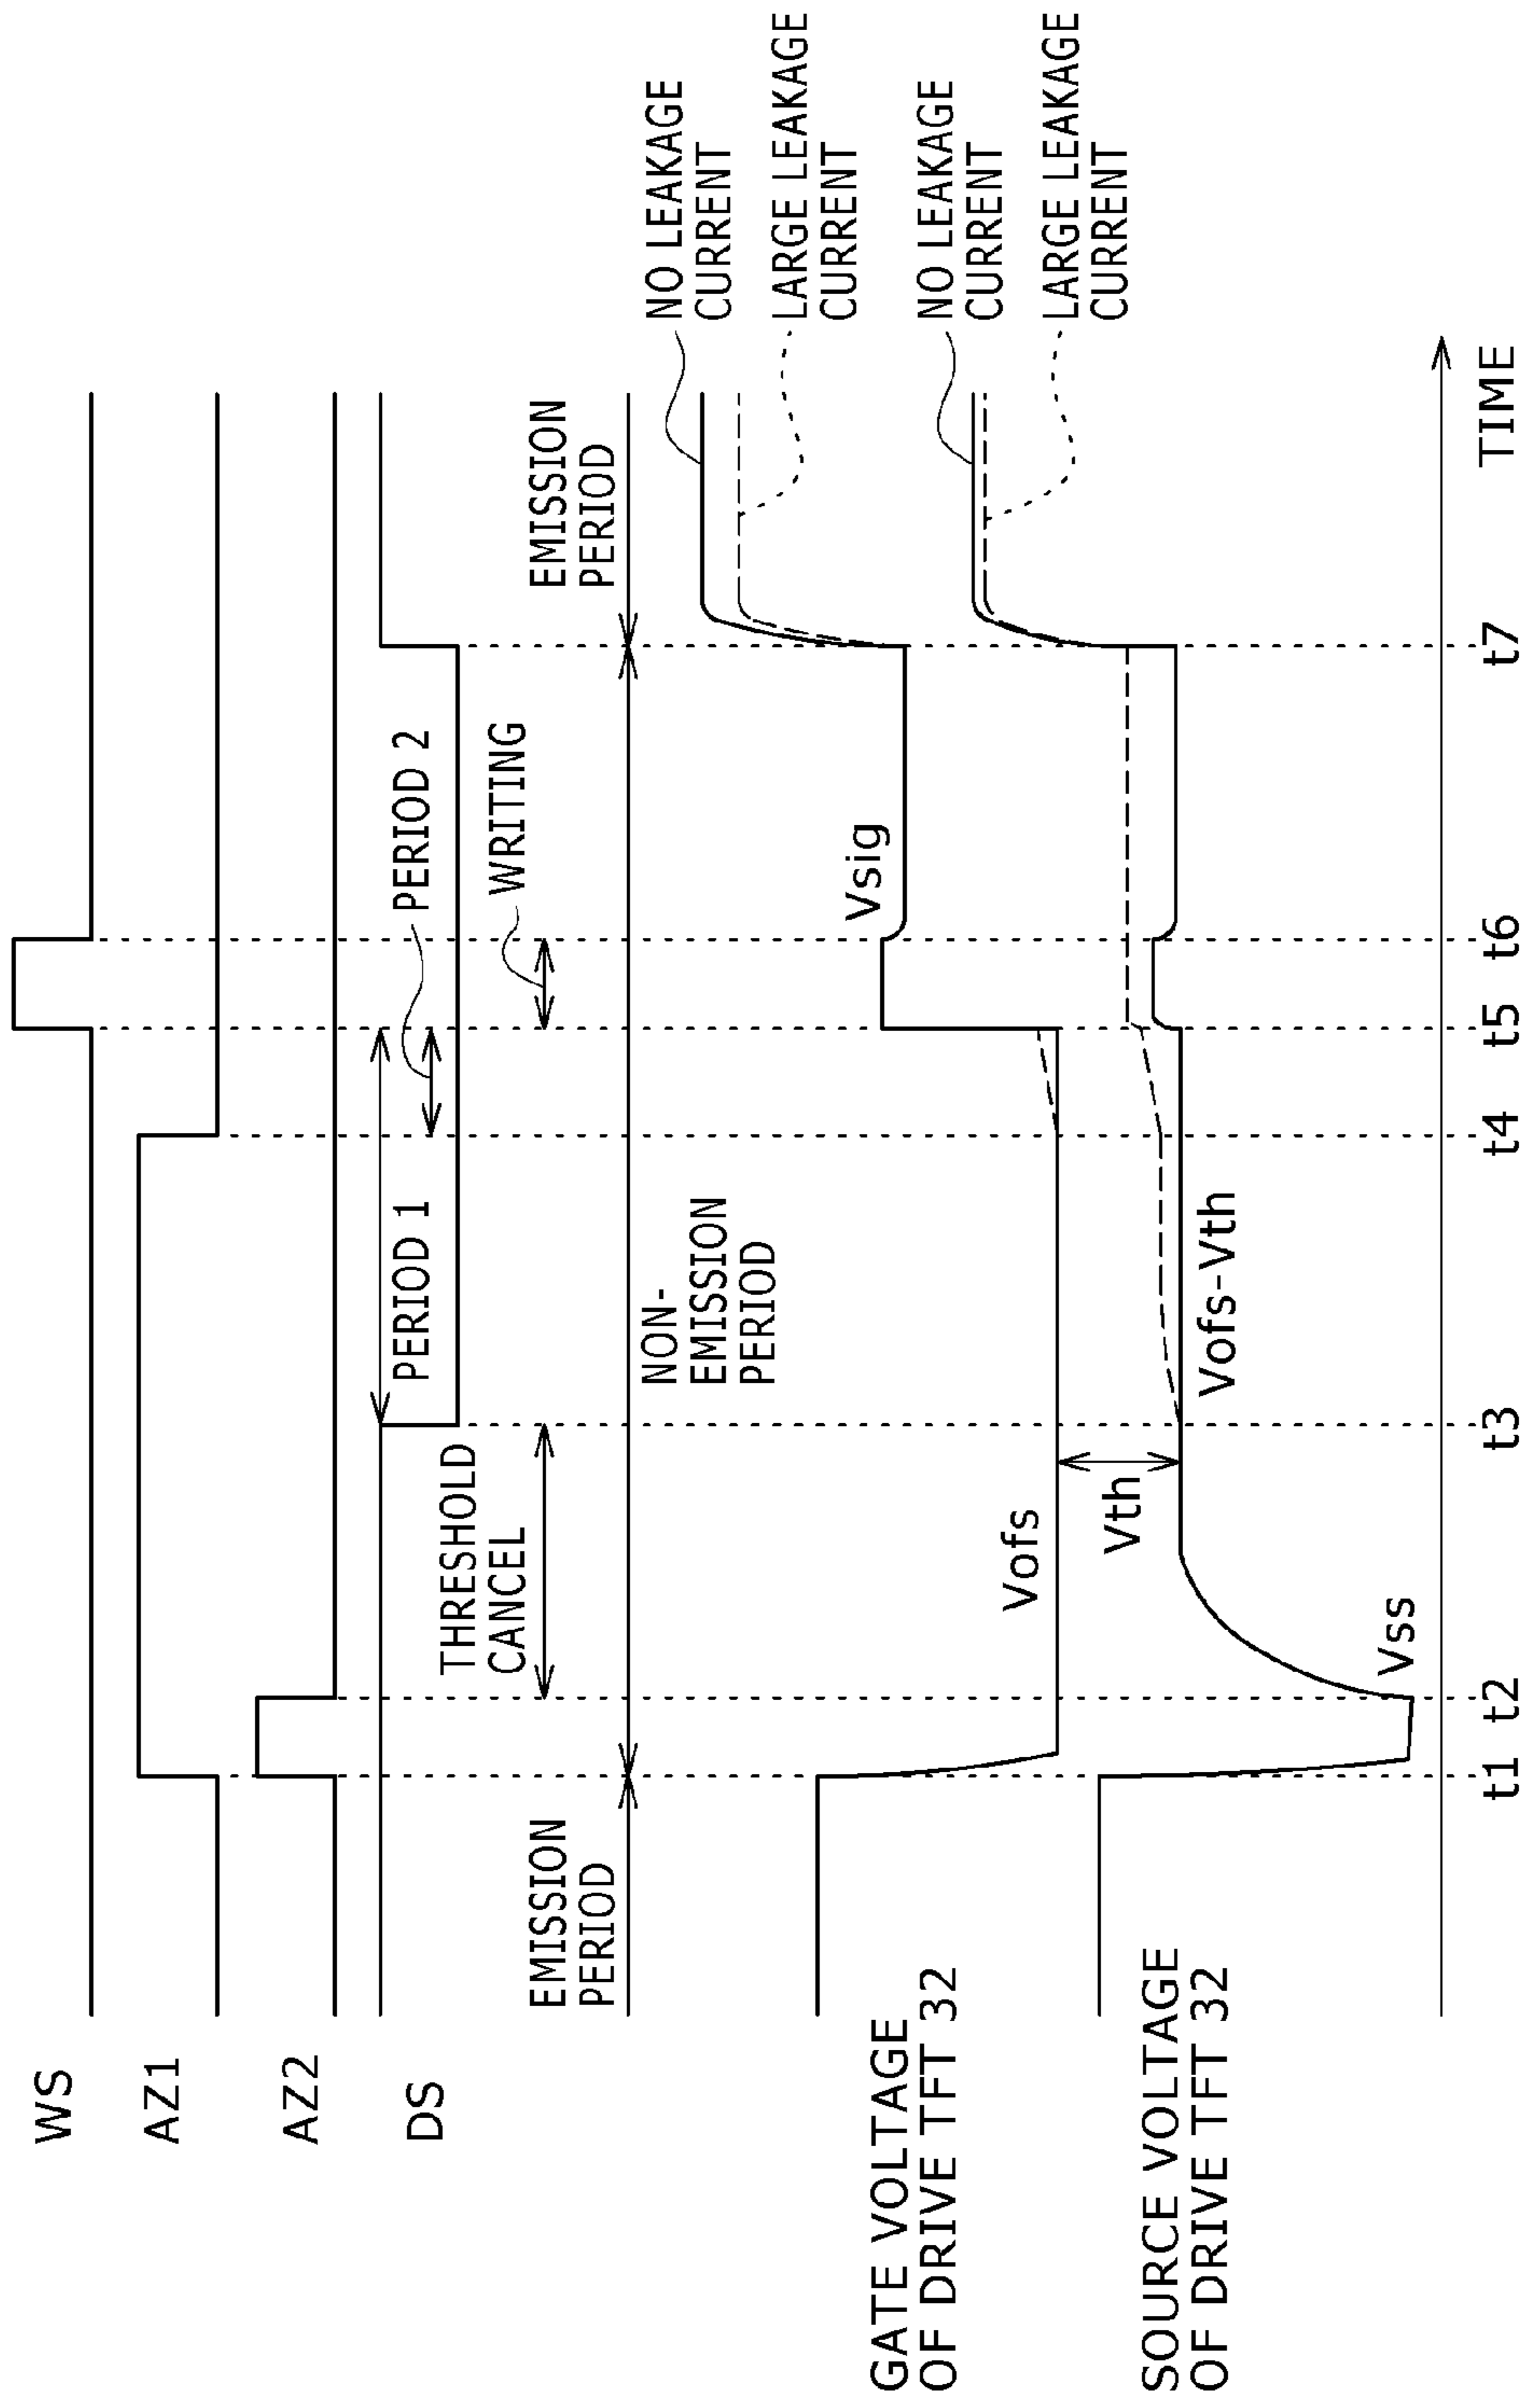 WS
AZ1
AZ2
DS
PERIOD 1
PERIOD 2
THRESHOLD
CANCEL
WRITING
EMISSION
PERIOD
EMISSION
PERIOD
NON-
EMISSION
PERIOD
NO LEAKAGE
CURRENT
LARGE LEAKAGE
CURRENT
GATE VOLTAGE
OF DRIVE TFT 32
Vsig
Vofs
NO LEAKAGE
CURRENT
LARGE LEAKAGE
CURRENT
Vth
SOURCE VOLTAGE
OF DRIVE TFT 32
Vofs-Vth
Vss
t1
t2
t3
t4
t5
t6
t7
TIME